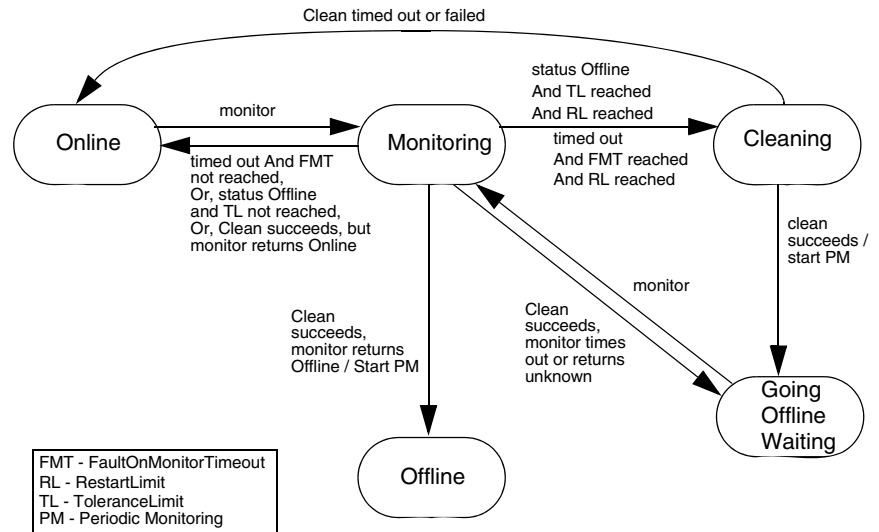 Clean timed out or failed
Online
monitor
Monitoring
status Offline
And TL reached
And RL reached
timed out
And FMT reached
And RL reached
Cleaning
timed out And FMT
not reached,
Or, status Offline
and TL not reached,
Or, Clean succeeds, but
monitor returns Online
clean
succeeds /
start PM
monitor
Clean
succeeds,
monitor returns
Offline / Start PM
Clean
succeeds,
monitor times
out or returns
unknown
Going
Offline
Waiting
Offline
FMT - FaultOnMonitorTimeout
RL - RestartLimit
TL - ToleranceLimit
PM - Periodic Monitoring